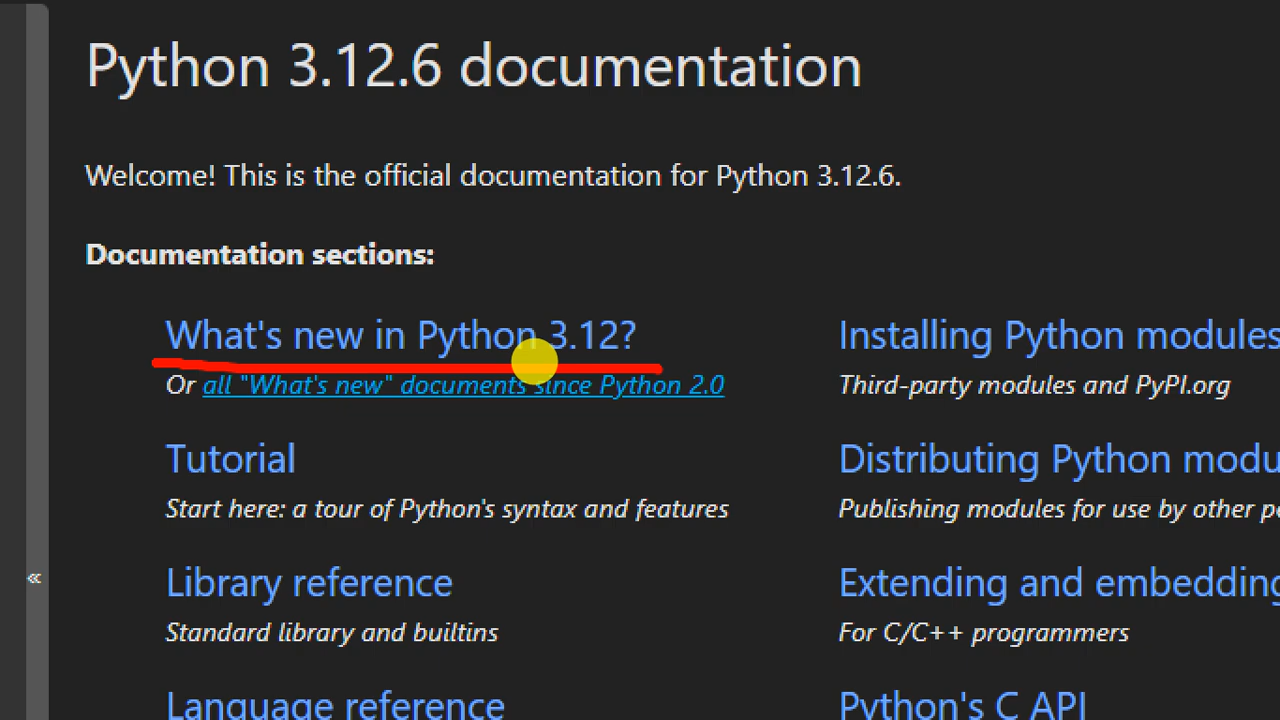 Python 3.12.6 documentation
Welcome! This is the official documentation for Python 3.12.6.
Documentation sections:
What's new in Python 3.12?
Or all "What's new" documents since Python 2.0
Tutorial
Start here: a tour of Python's syntax and features
Library reference
Standard library and builtins
Language reference
Installing Python modules
Third-party modules and PyPI.org
Distributing Python modu
Publishing modules for use by other pe
Extending and embedding
For C/C++ programmers
Python's C API
«